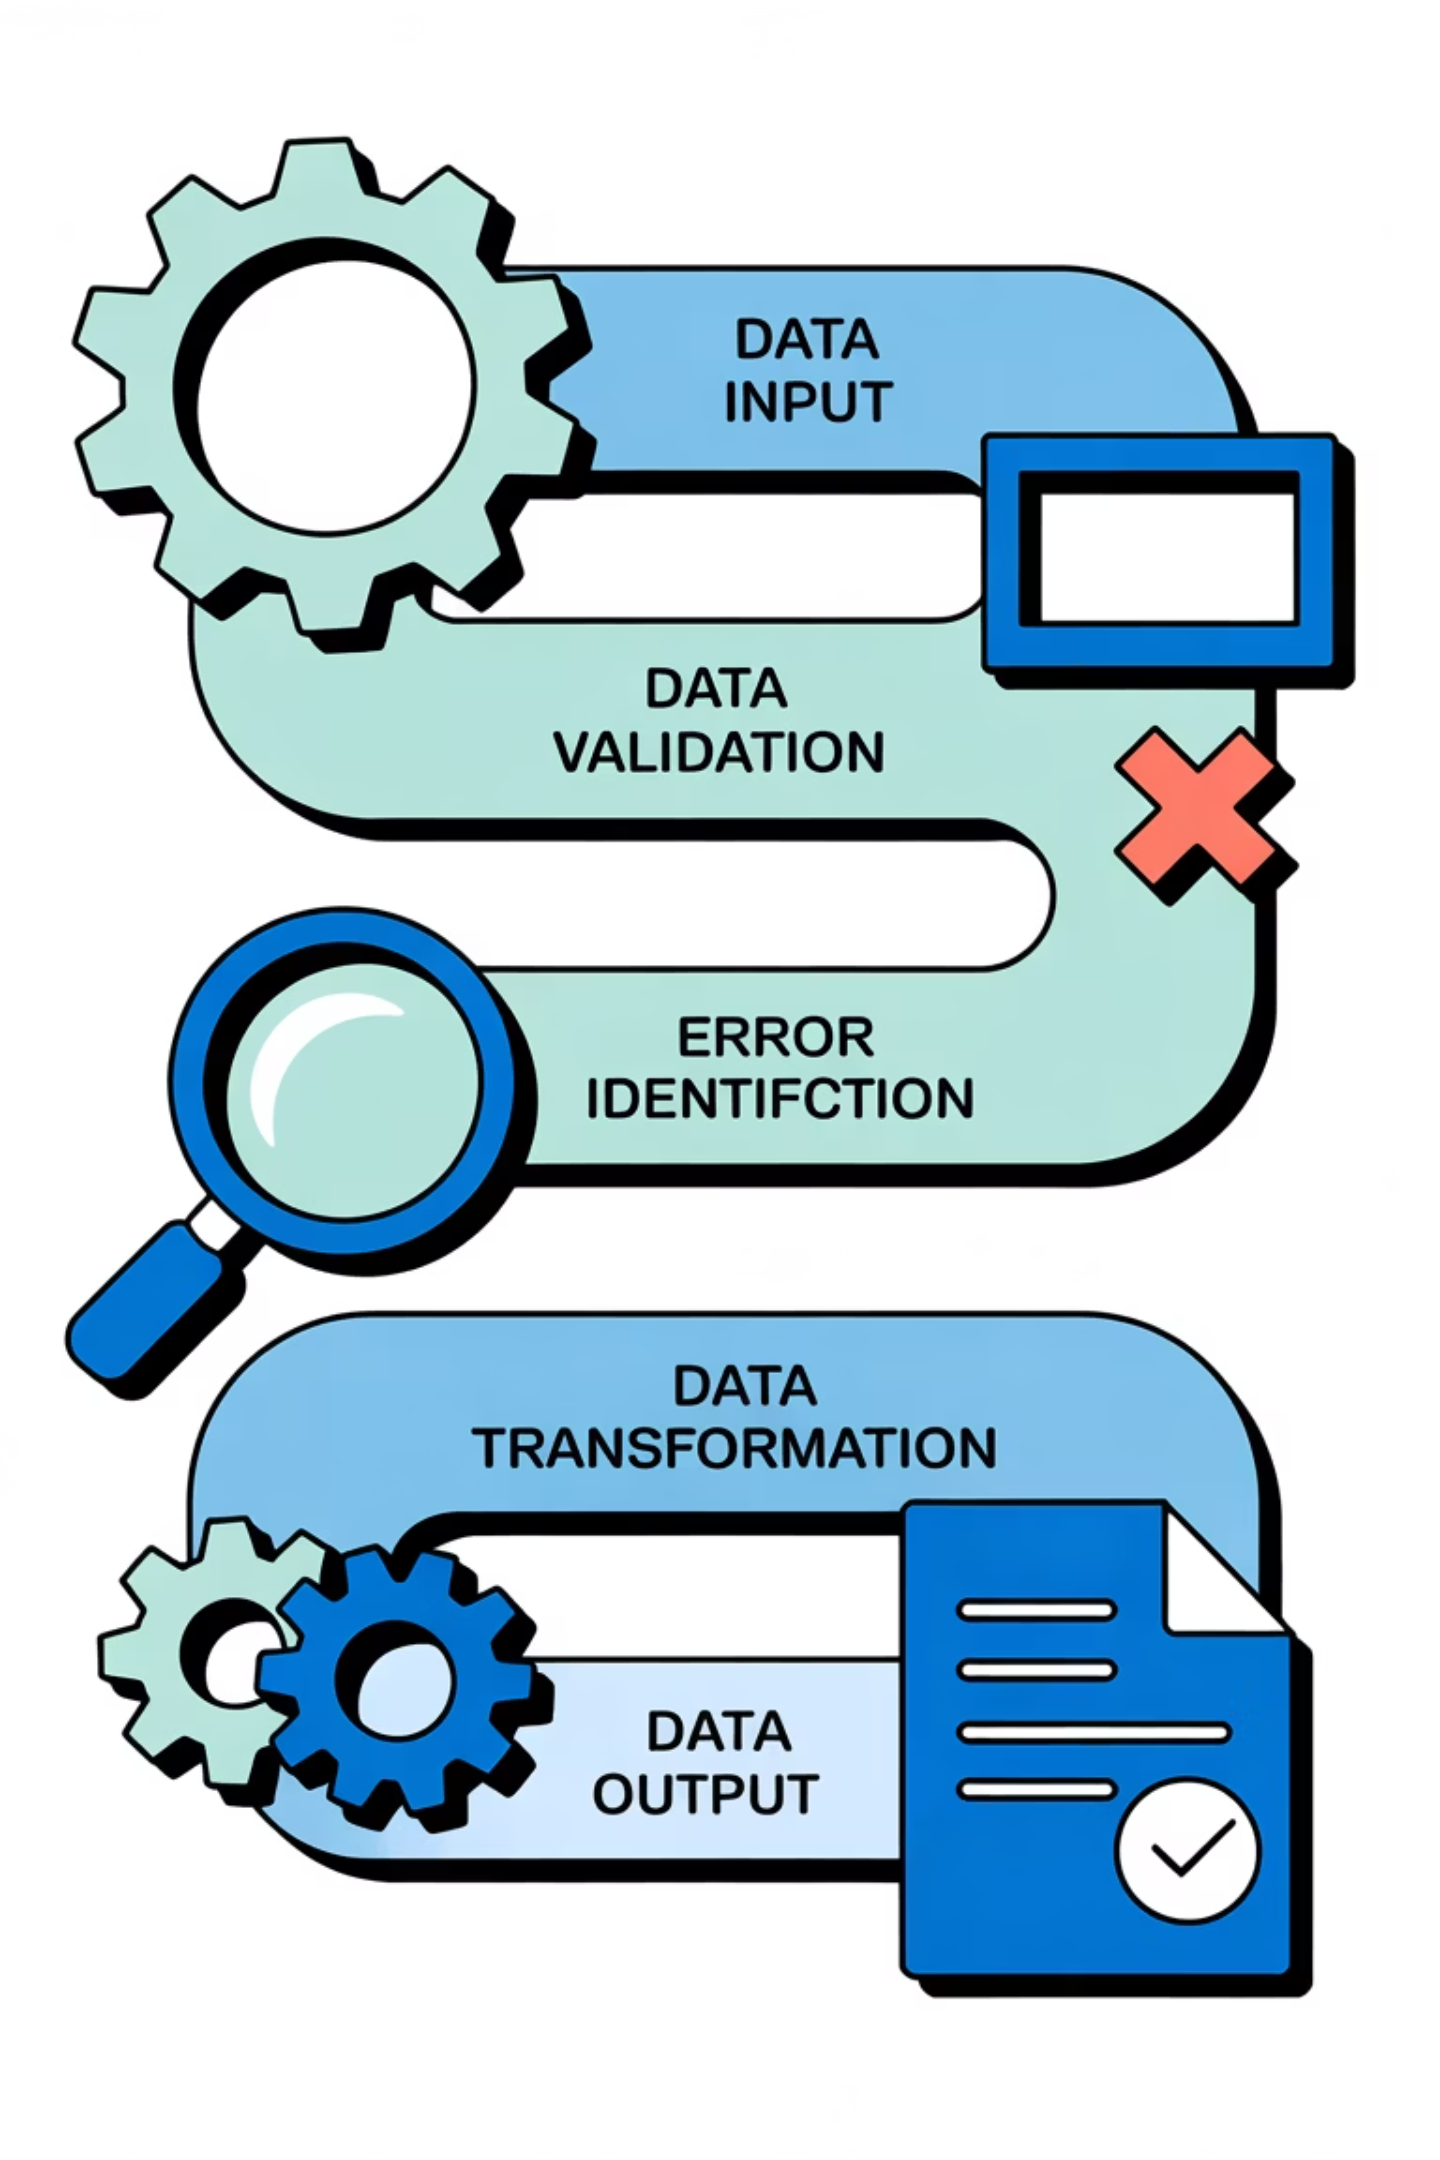 DATA
INPUT
DATA
VALIDATION
ERROR
IDENTIFCTION
DATA
TRANSFORMATION
DATA
OUTPUT